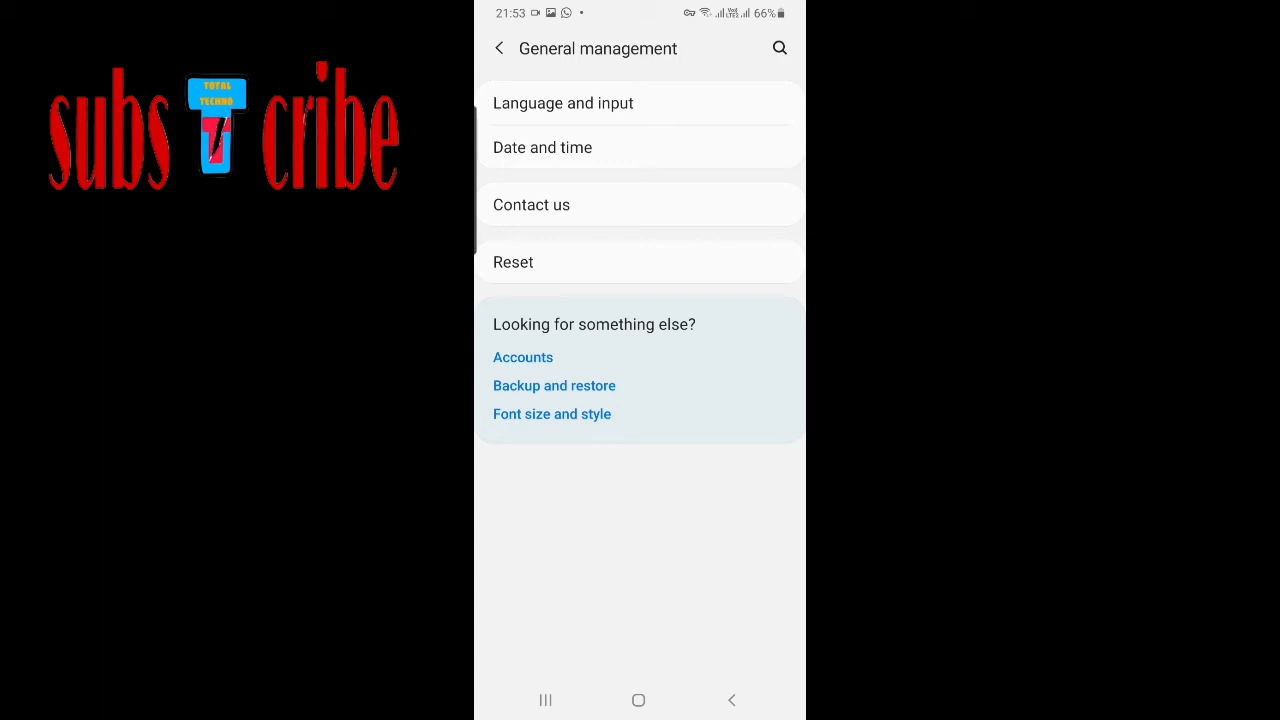 subs cribe
TOTAL
TECHNO
21:53 66%
General management
Language and input
Date and time
Contact us
Reset
Looking for something else?
Accounts
Backup and restore
Font size and style